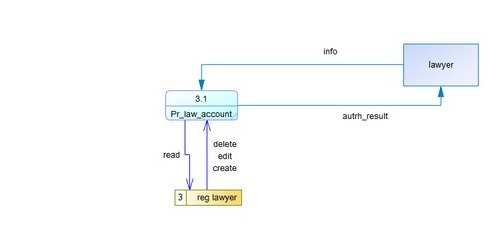 info
lawyer
3.1
Pr_law_account
autrh_result
read
delete
edit
create
3 reg lawyer